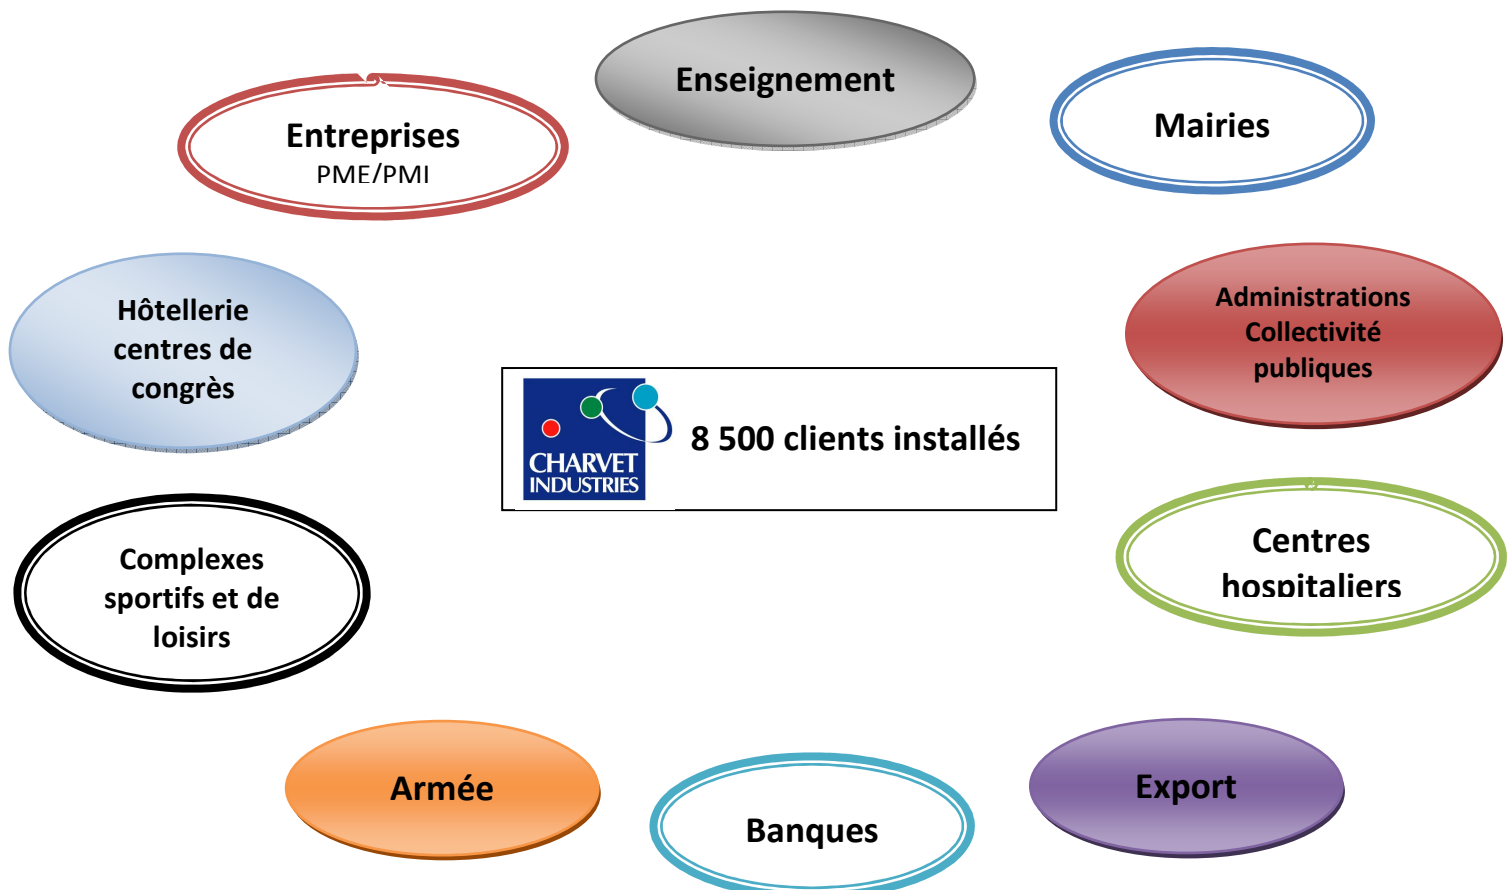 Enseignement
Entreprises
PME/PMI
Mairies
Hôtellerie
centres de
congrès
Administrations
Collectivité
publiques
CHARVET
INDUSTRIES
8 500 clients installés
Centres
hospitaliers
Complexes
sportifs et de
loisirs
Armée
Banques
Export